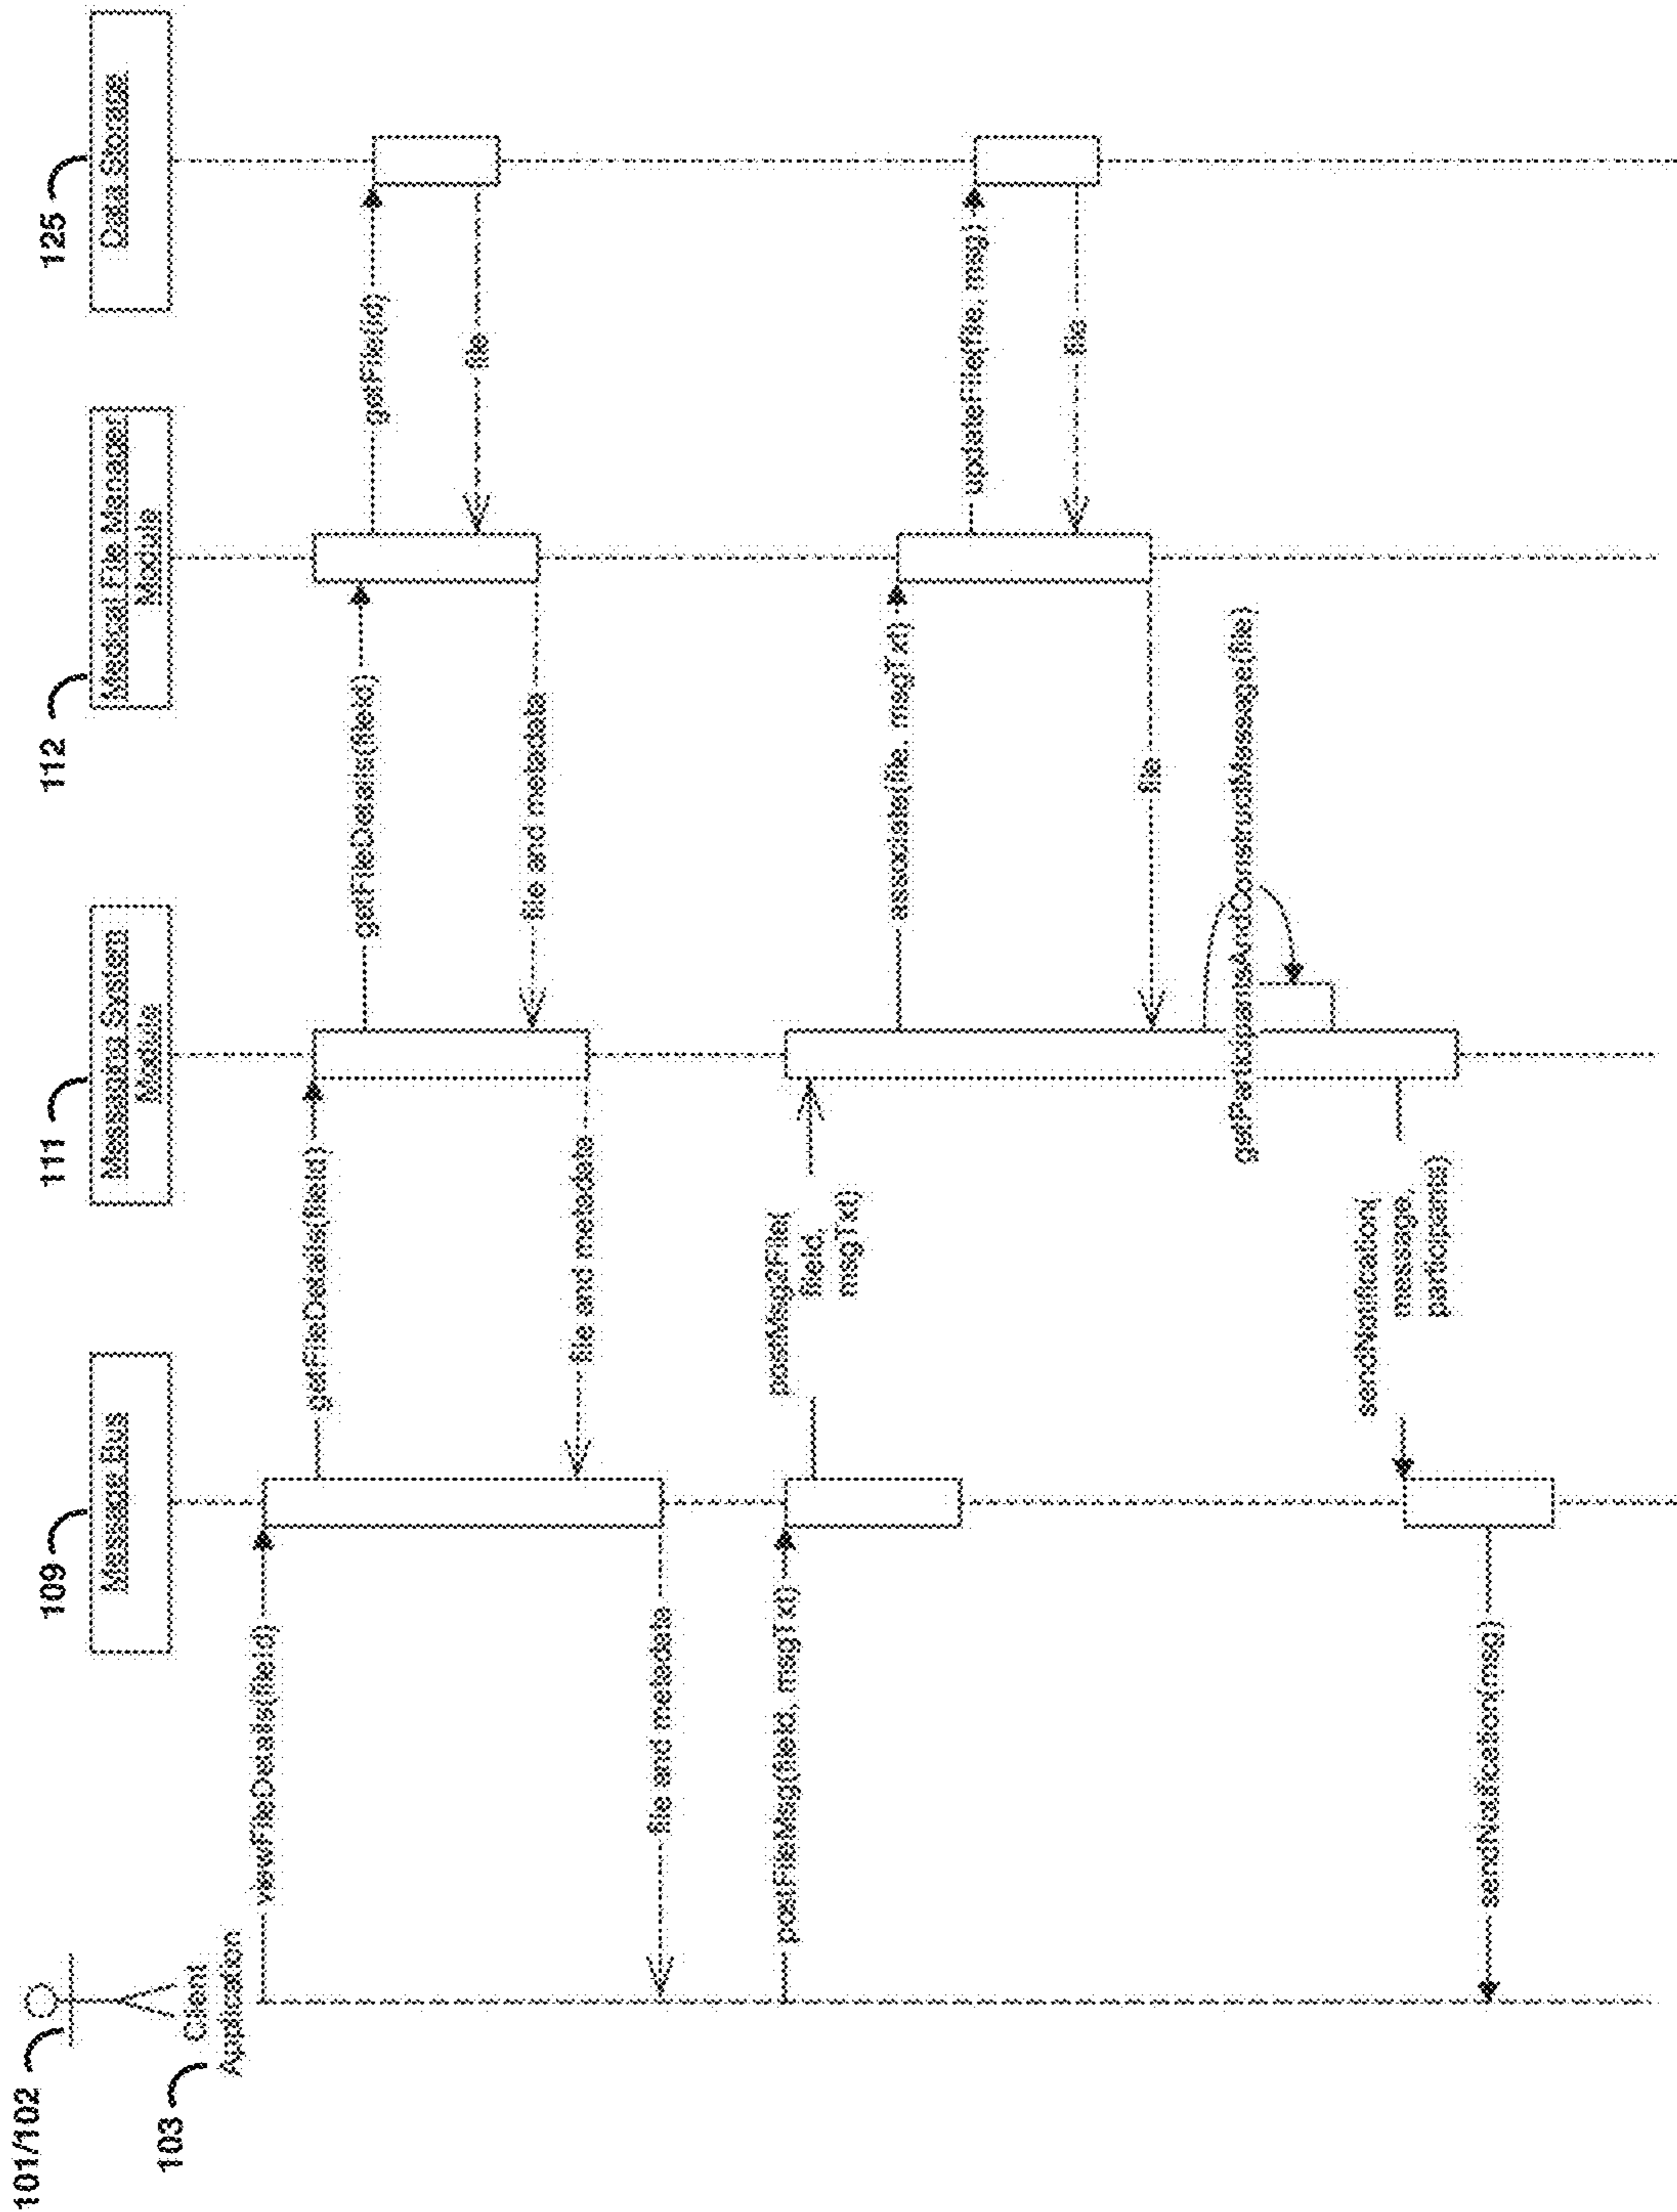 101/102
103
Client
Application
109
Message Bus
111
Messaging System
Module
112
Medical File Manager
Module
125
Data Storage
viewFileDetails(fileId)
getFileDetails(fileId)
getFileDetails(fileId)
getFile(id)
file
file and metadata
file and metadata
file and metadata
postFileMsg(fileId, msgTxt)
postMsg2File(
fileId,
msgTxt)
associate(file, msgTxt)
updateFile(file, msg)
file
file
getParticipantsAndConstructMessage(file)
sendNotification(
message,
participants)
sendNotification(msg)